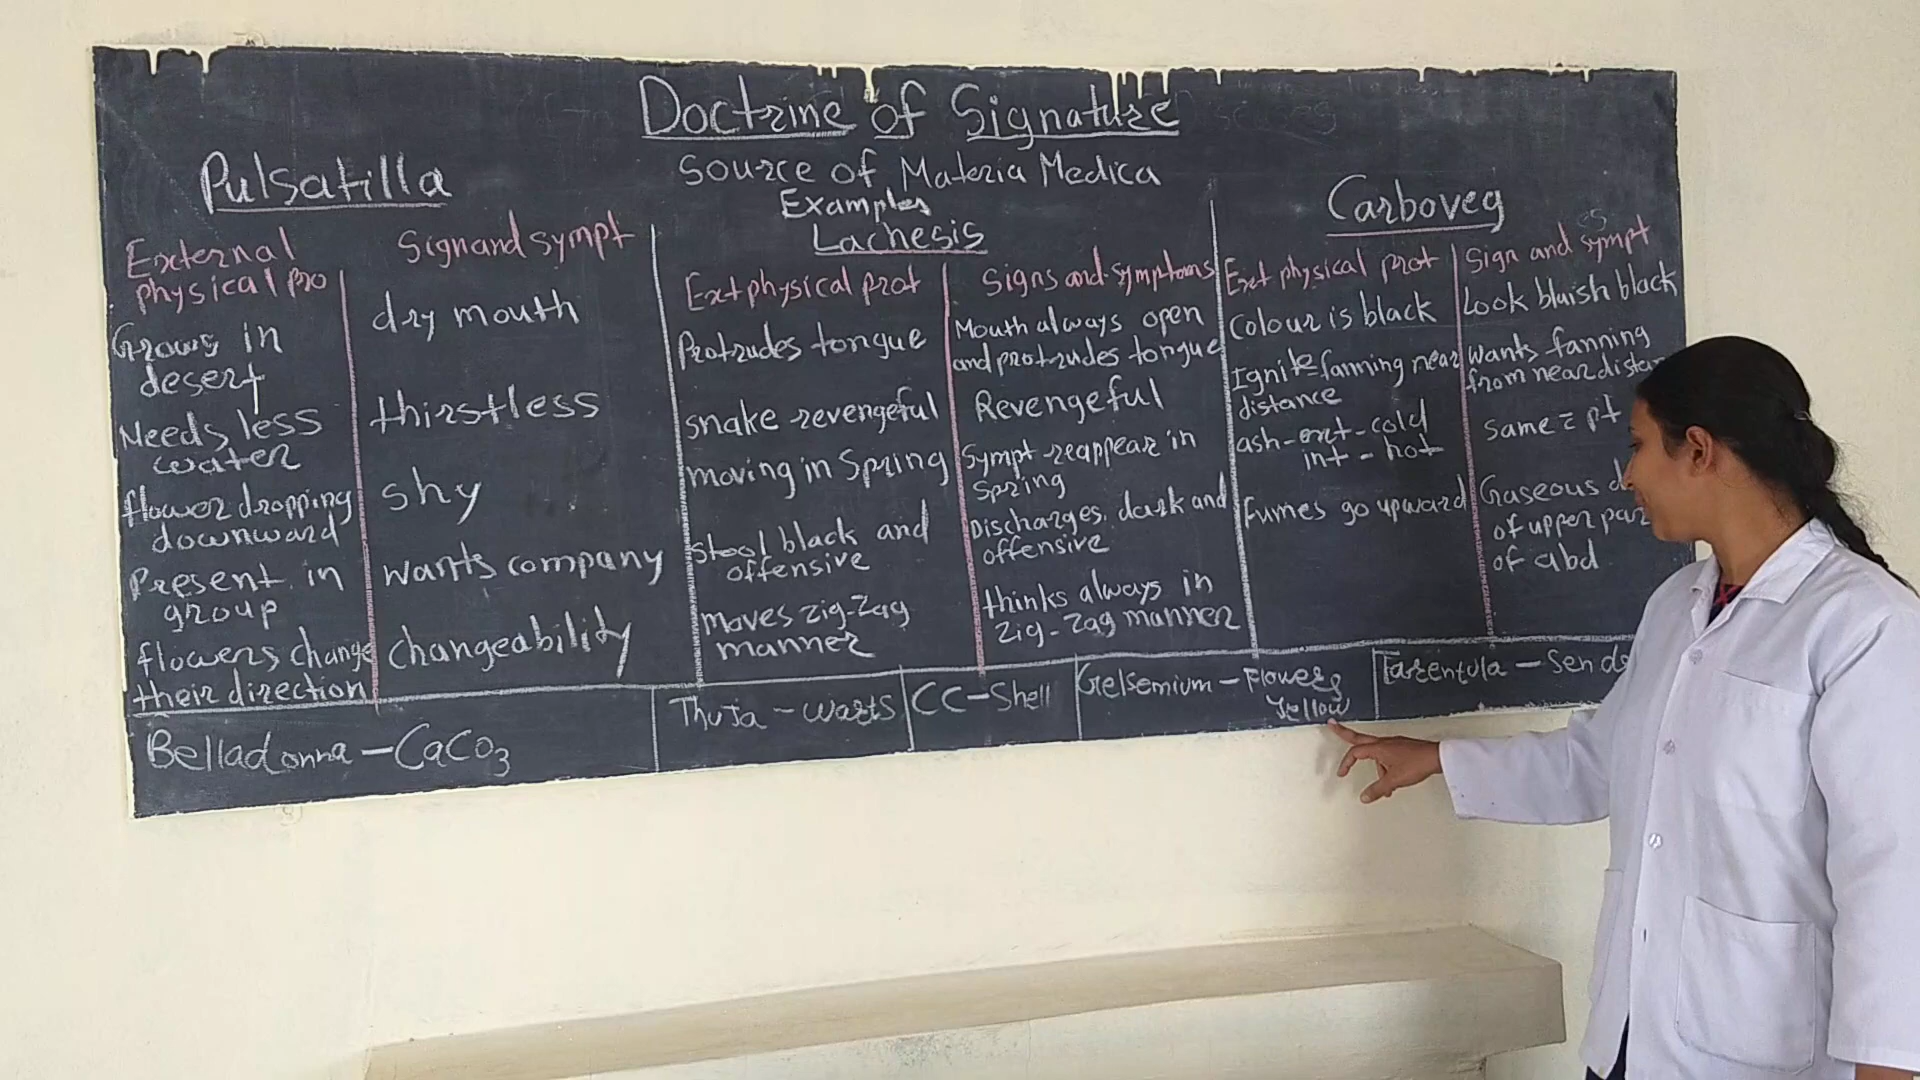 Doctrine of Signature
Source of Materia Medica
Examples
Pulsatilla
External
physical pro
Grows in
desert
Needs less
water
flower dropping
downward
Present in
group
flowers change
their direction
Sign and sympt
dry mouth
thirstless
shy
wants company
changeability
Lachesis
Ext physical prot
Protrudes tongue
snake revengeful
moving in Spring
Stool black and
offensive
moves zig-zag
manner
Signs and symptoms
Mouth always open
and protrudes tongue
Revengeful
Sympt reappear in
Spring
Discharges dark and
offensive
thinks always in
zig-zag manner
Carboveg
Ext physical prot
Colour is black
Ignite-fanning near
distance
ash-ext-cold
int-hot
Fumes go upward
Sign and sympt
Look bluish black
Wants fanning
from near
same = pt
Gaseous
of upper
of abd
Belladonna - CaCO3
Thuja - warts
CC-Shell
Gelsemium - Flowers
Yellow
Tarentula -